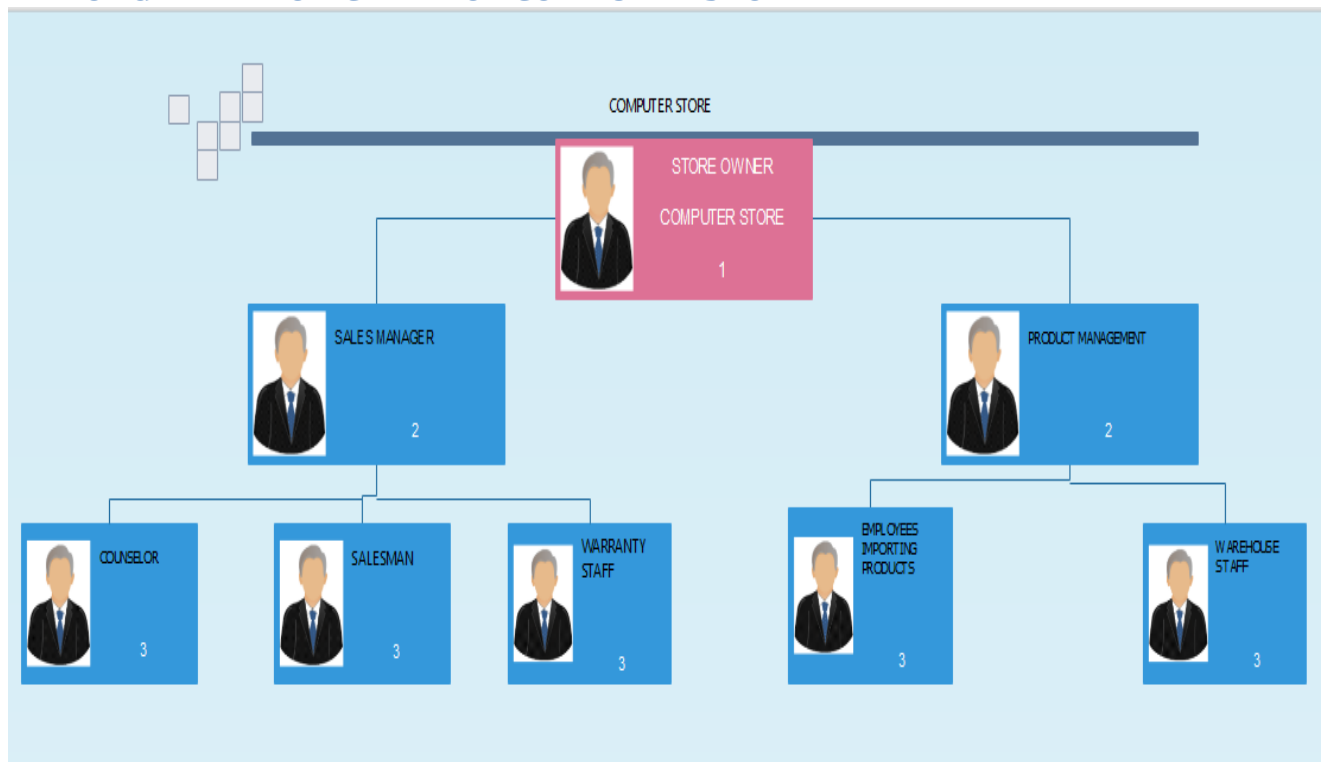 COMPUTER STORE
STORE OWNER
COMPUTER STORE
1
SALES MANAGER
2
PRODUCT MANAGEMENT
2
COUNSELOR
3
SALESMAN
3
WARRANTY
STAFF
3
EMPLOYEES
IMPORTING
PRODUCTS
3
WAREHOUSE
STAFF
3